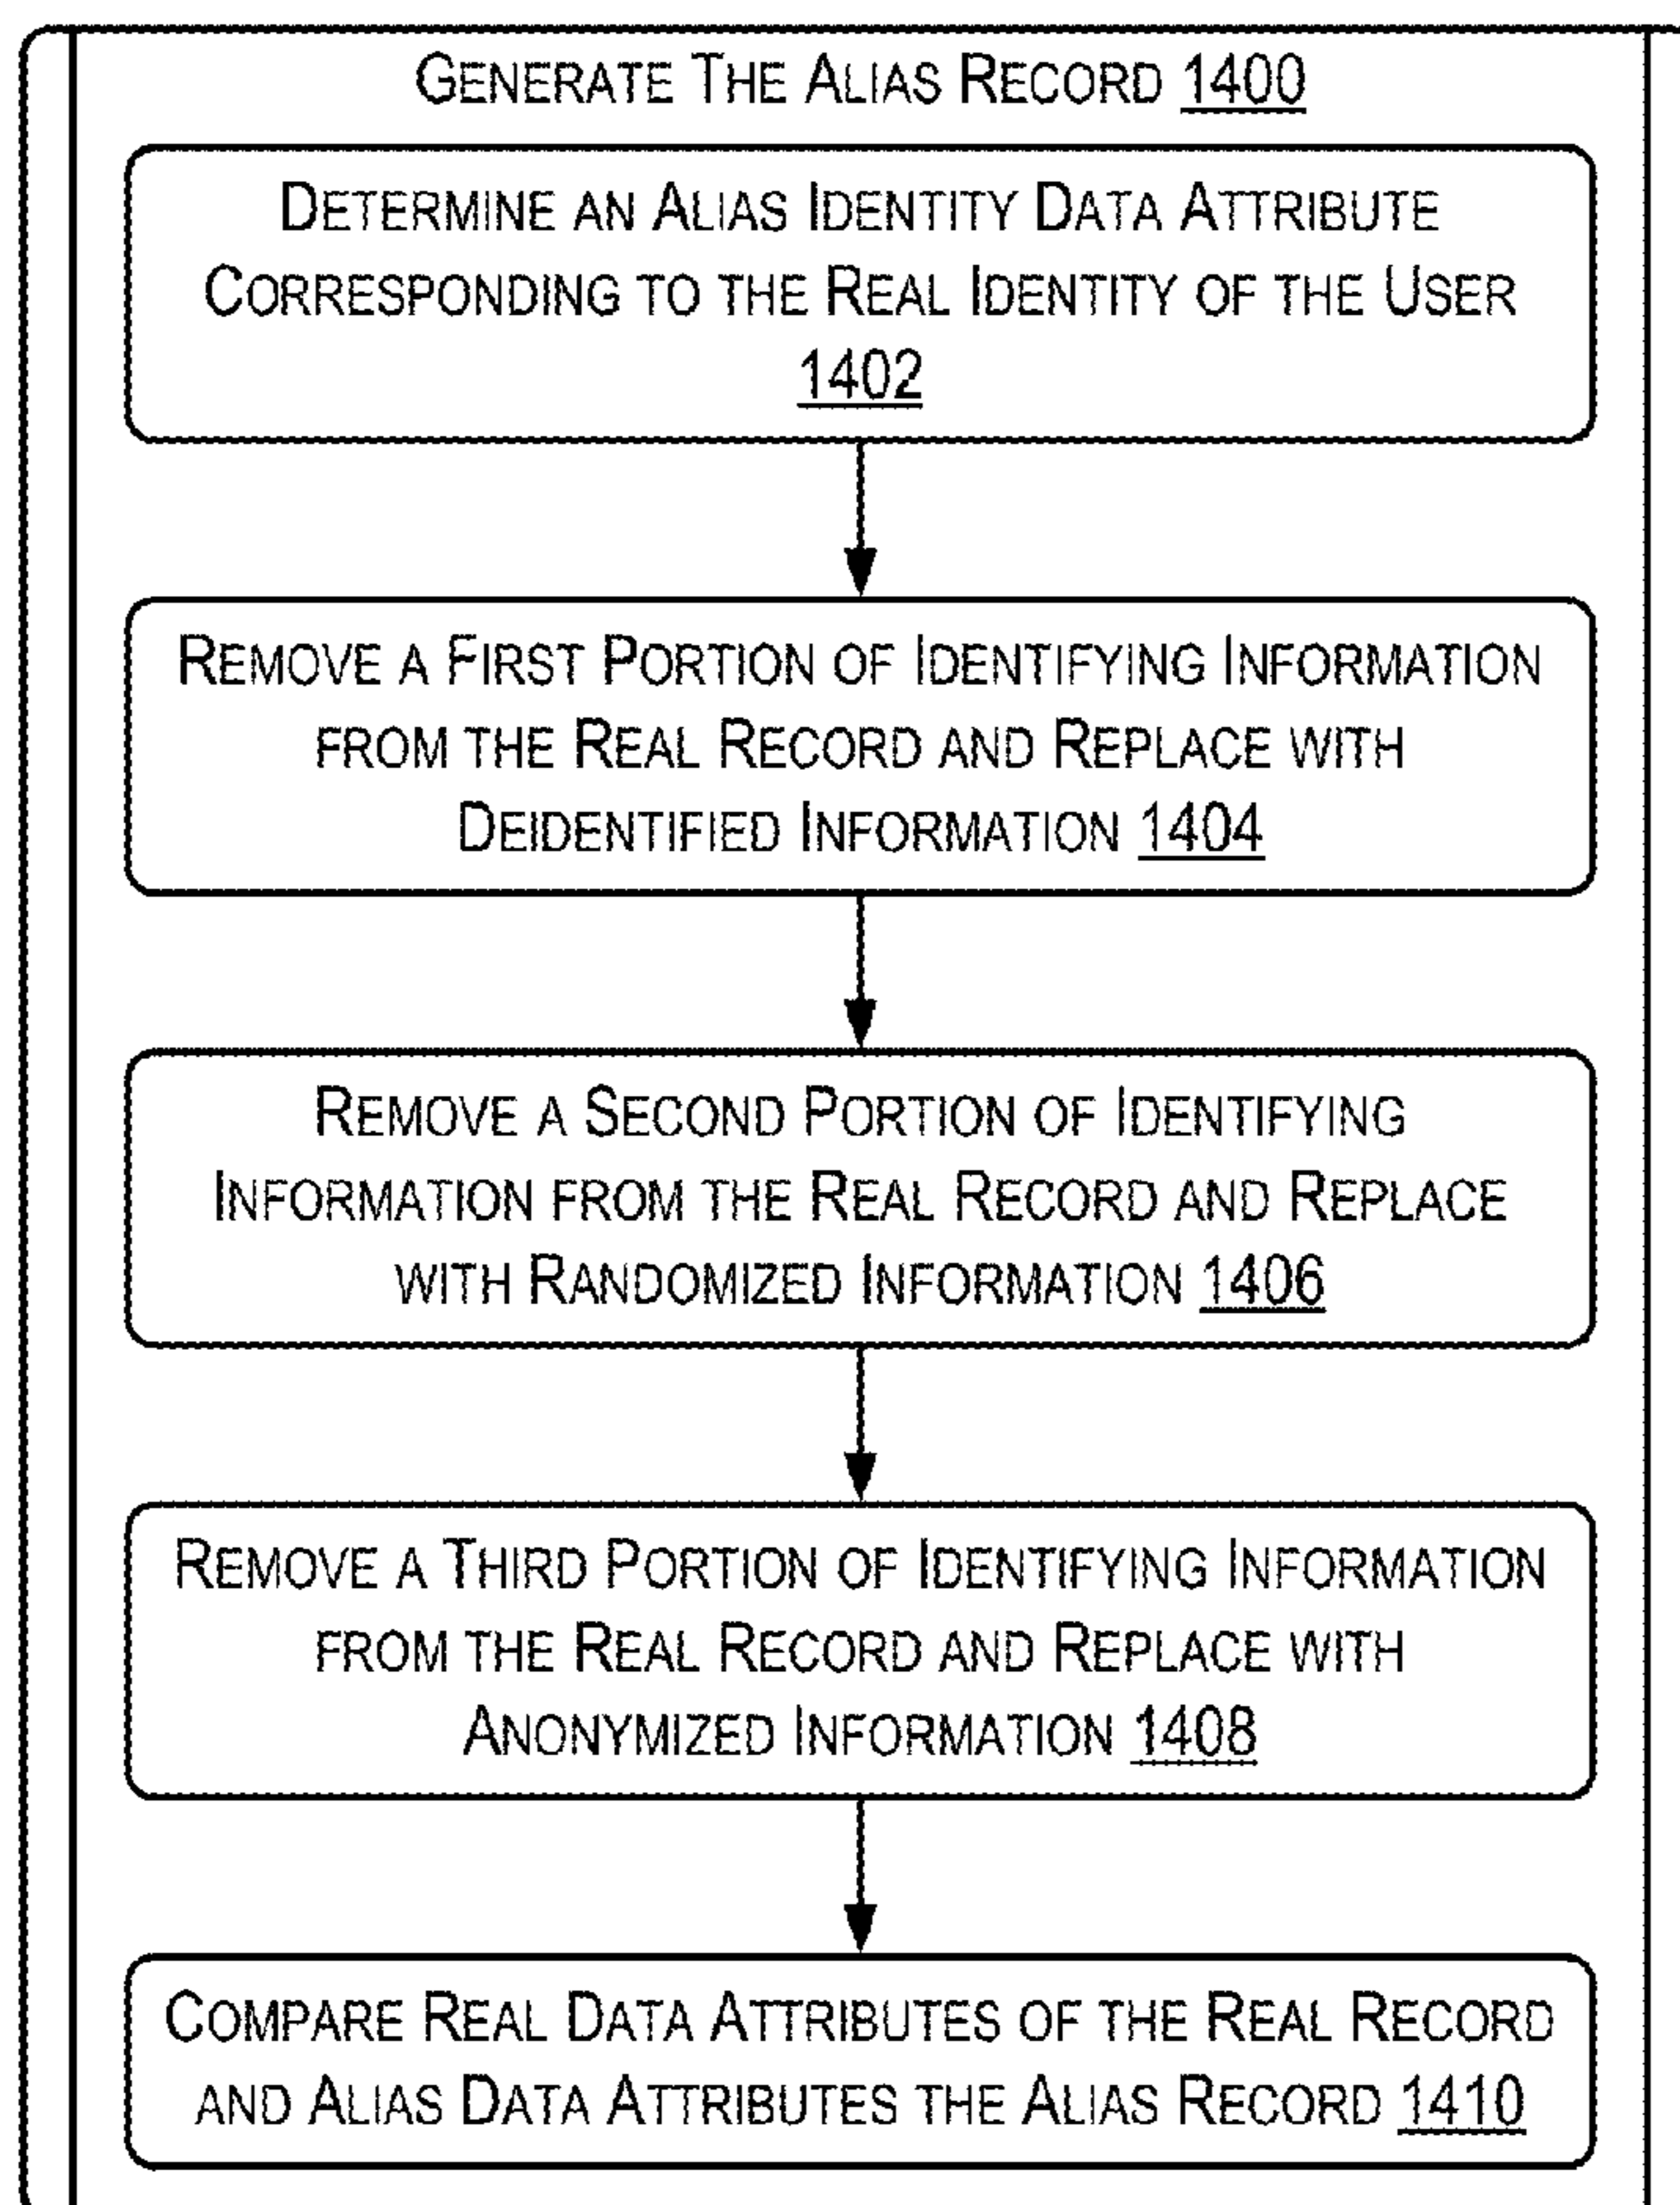 GENERATE THE ALIAS RECORD 1400
DETERMINE AN ALIAS IDENTITY DATA ATTRIBUTE
CORRESPONDING TO THE REAL IDENTITY OF THE USER
1402
REMOVE A FIRST PORTION OF IDENTIFYING INFORMATION
FROM THE REAL RECORD AND REPLACE WITH
DEIDENTIFIED INFORMATION 1404
REMOVE A SECOND PORTION OF IDENTIFYING
INFORMATION FROM THE REAL RECORD AND REPLACE
WITH RANDOMIZED INFORMATION 1406
REMOVE A THIRD PORTION OF IDENTIFYING INFORMATION
FROM THE REAL RECORD AND REPLACE WITH
ANONYMIZED INFORMATION 1408
COMPARE REAL DATA ATTRIBUTES OF THE REAL RECORD
AND ALIAS DATA ATTRIBUTES THE ALIAS RECORD 1410